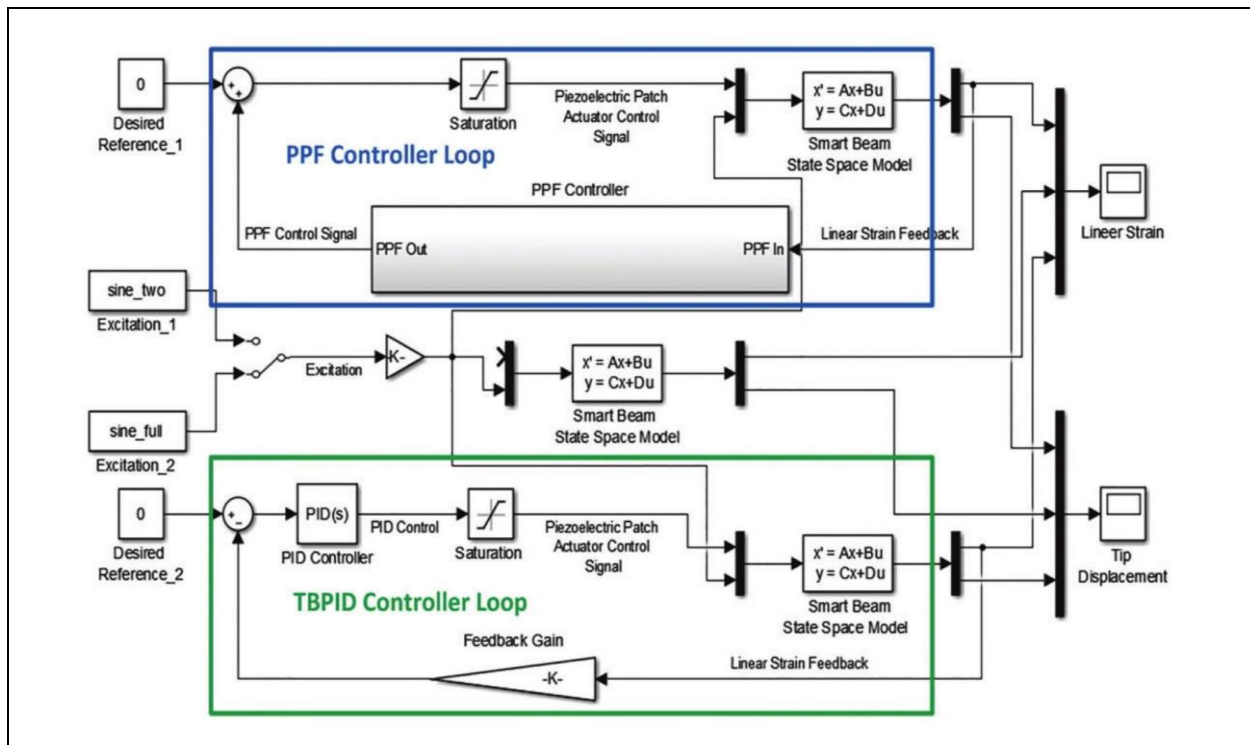 0
Desired
Reference_1
+
+
Saturation
Piezoelectric Patch
Actuator Control
Signal
x' = Ax+Bu
y = Cx+Du
Smart Beam
State Space Model
PPF Controller Loop
PPF Controller
PPF Control Signal
PPF Out
PPF In
Linear Strain Feedback
Lineer Strain
sine_two
Excitation_1
Excitation
-K-
x' = Ax+Bu
y = Cx+Du
Smart Beam
State Space Model
sine_full
Excitation_2
0
Desired
Reference_2
+
-
PID(s)
PID Controller
PID Control
Saturation
Piezoelectric Patch
Actuator Control
Signal
x' = Ax+Bu
y = Cx+Du
Smart Beam
State Space Model
Tip
Displacement
TBPID Controller Loop
Feedback Gain
-K-
Linear Strain Feedback